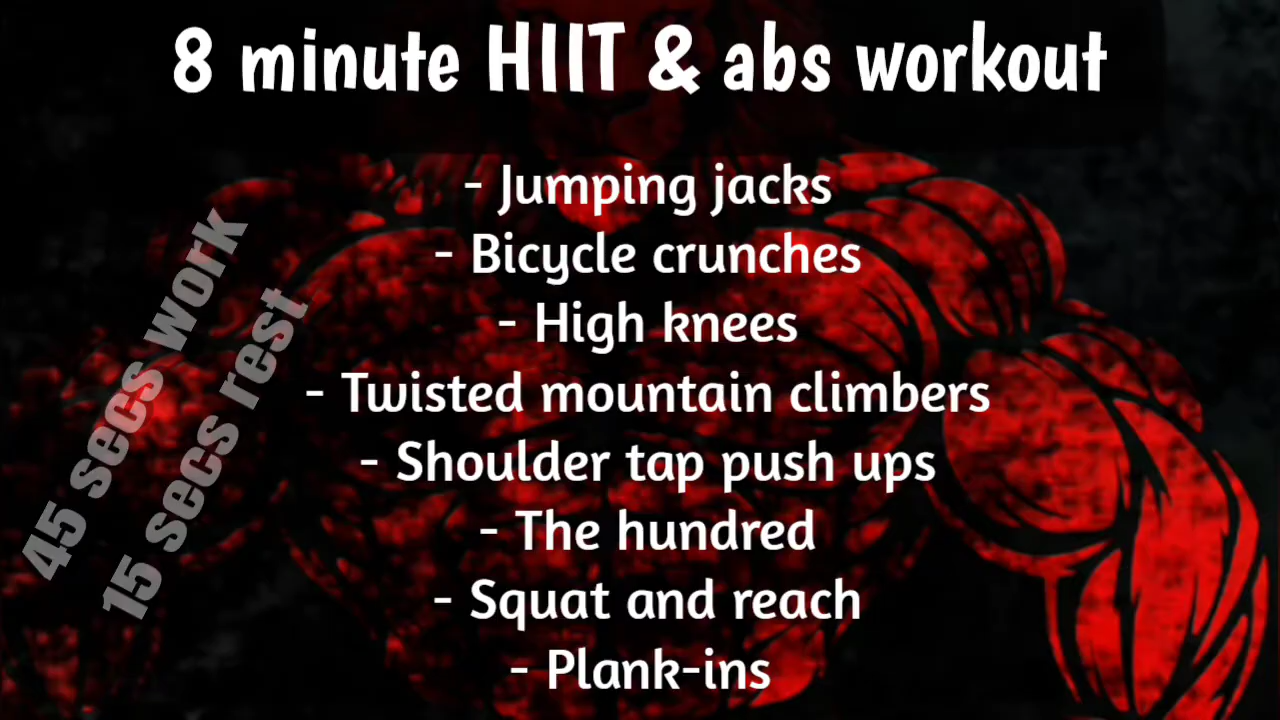 8 minute HIIT & abs workout
- Jumping jacks
- Bicycle crunches
- High knees
- Twisted mountain climbers
- Shoulder tap push ups
- The hundred
- Squat and reach
- Plank-ins
45 secs work
15 secs rest